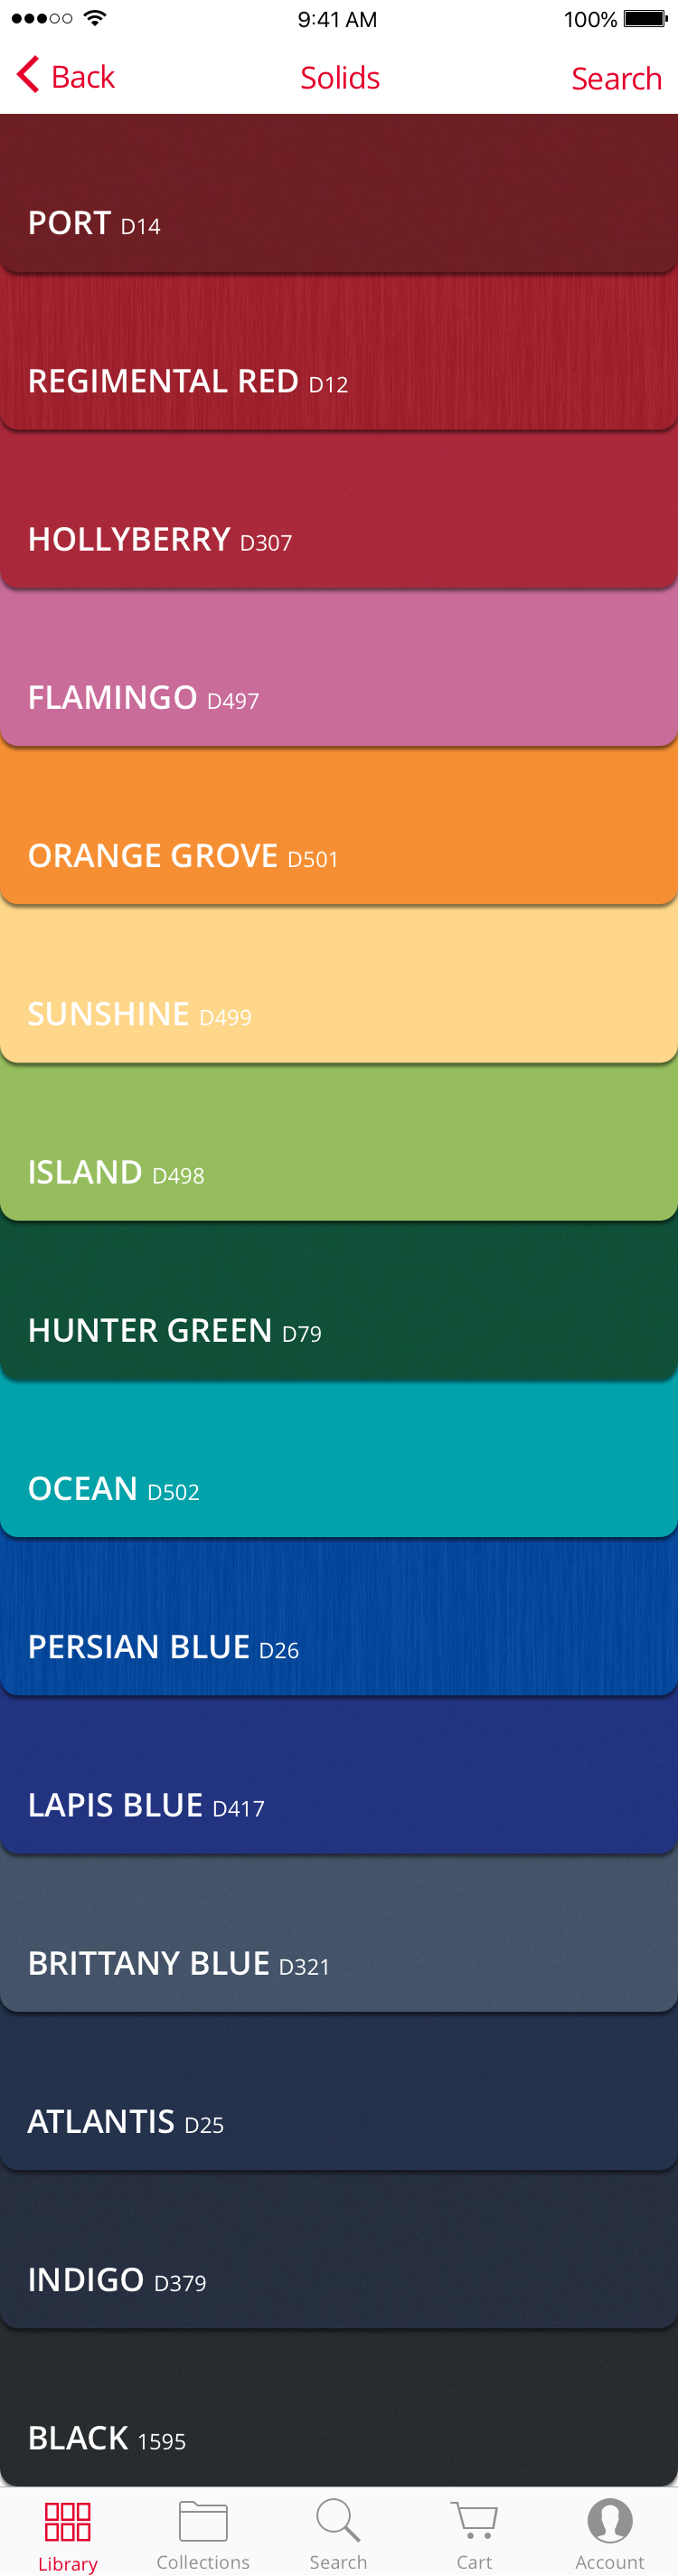 9:41 AM 100%
Back Solids Search
PORT D14
REGIMENTAL RED D12
HOLLYBERRY D307
FLAMINGO D497
ORANGE GROVE D501
SUNSHINE D499
ISLAND D498
HUNTER GREEN D79
OCEAN D502
PERSIAN BLUE D26
LAPIS BLUE D417
BRITTANY BLUE D321
ATLANTIS D25
INDIGO D379
BLACK 1595
Library Collections Search Cart Account